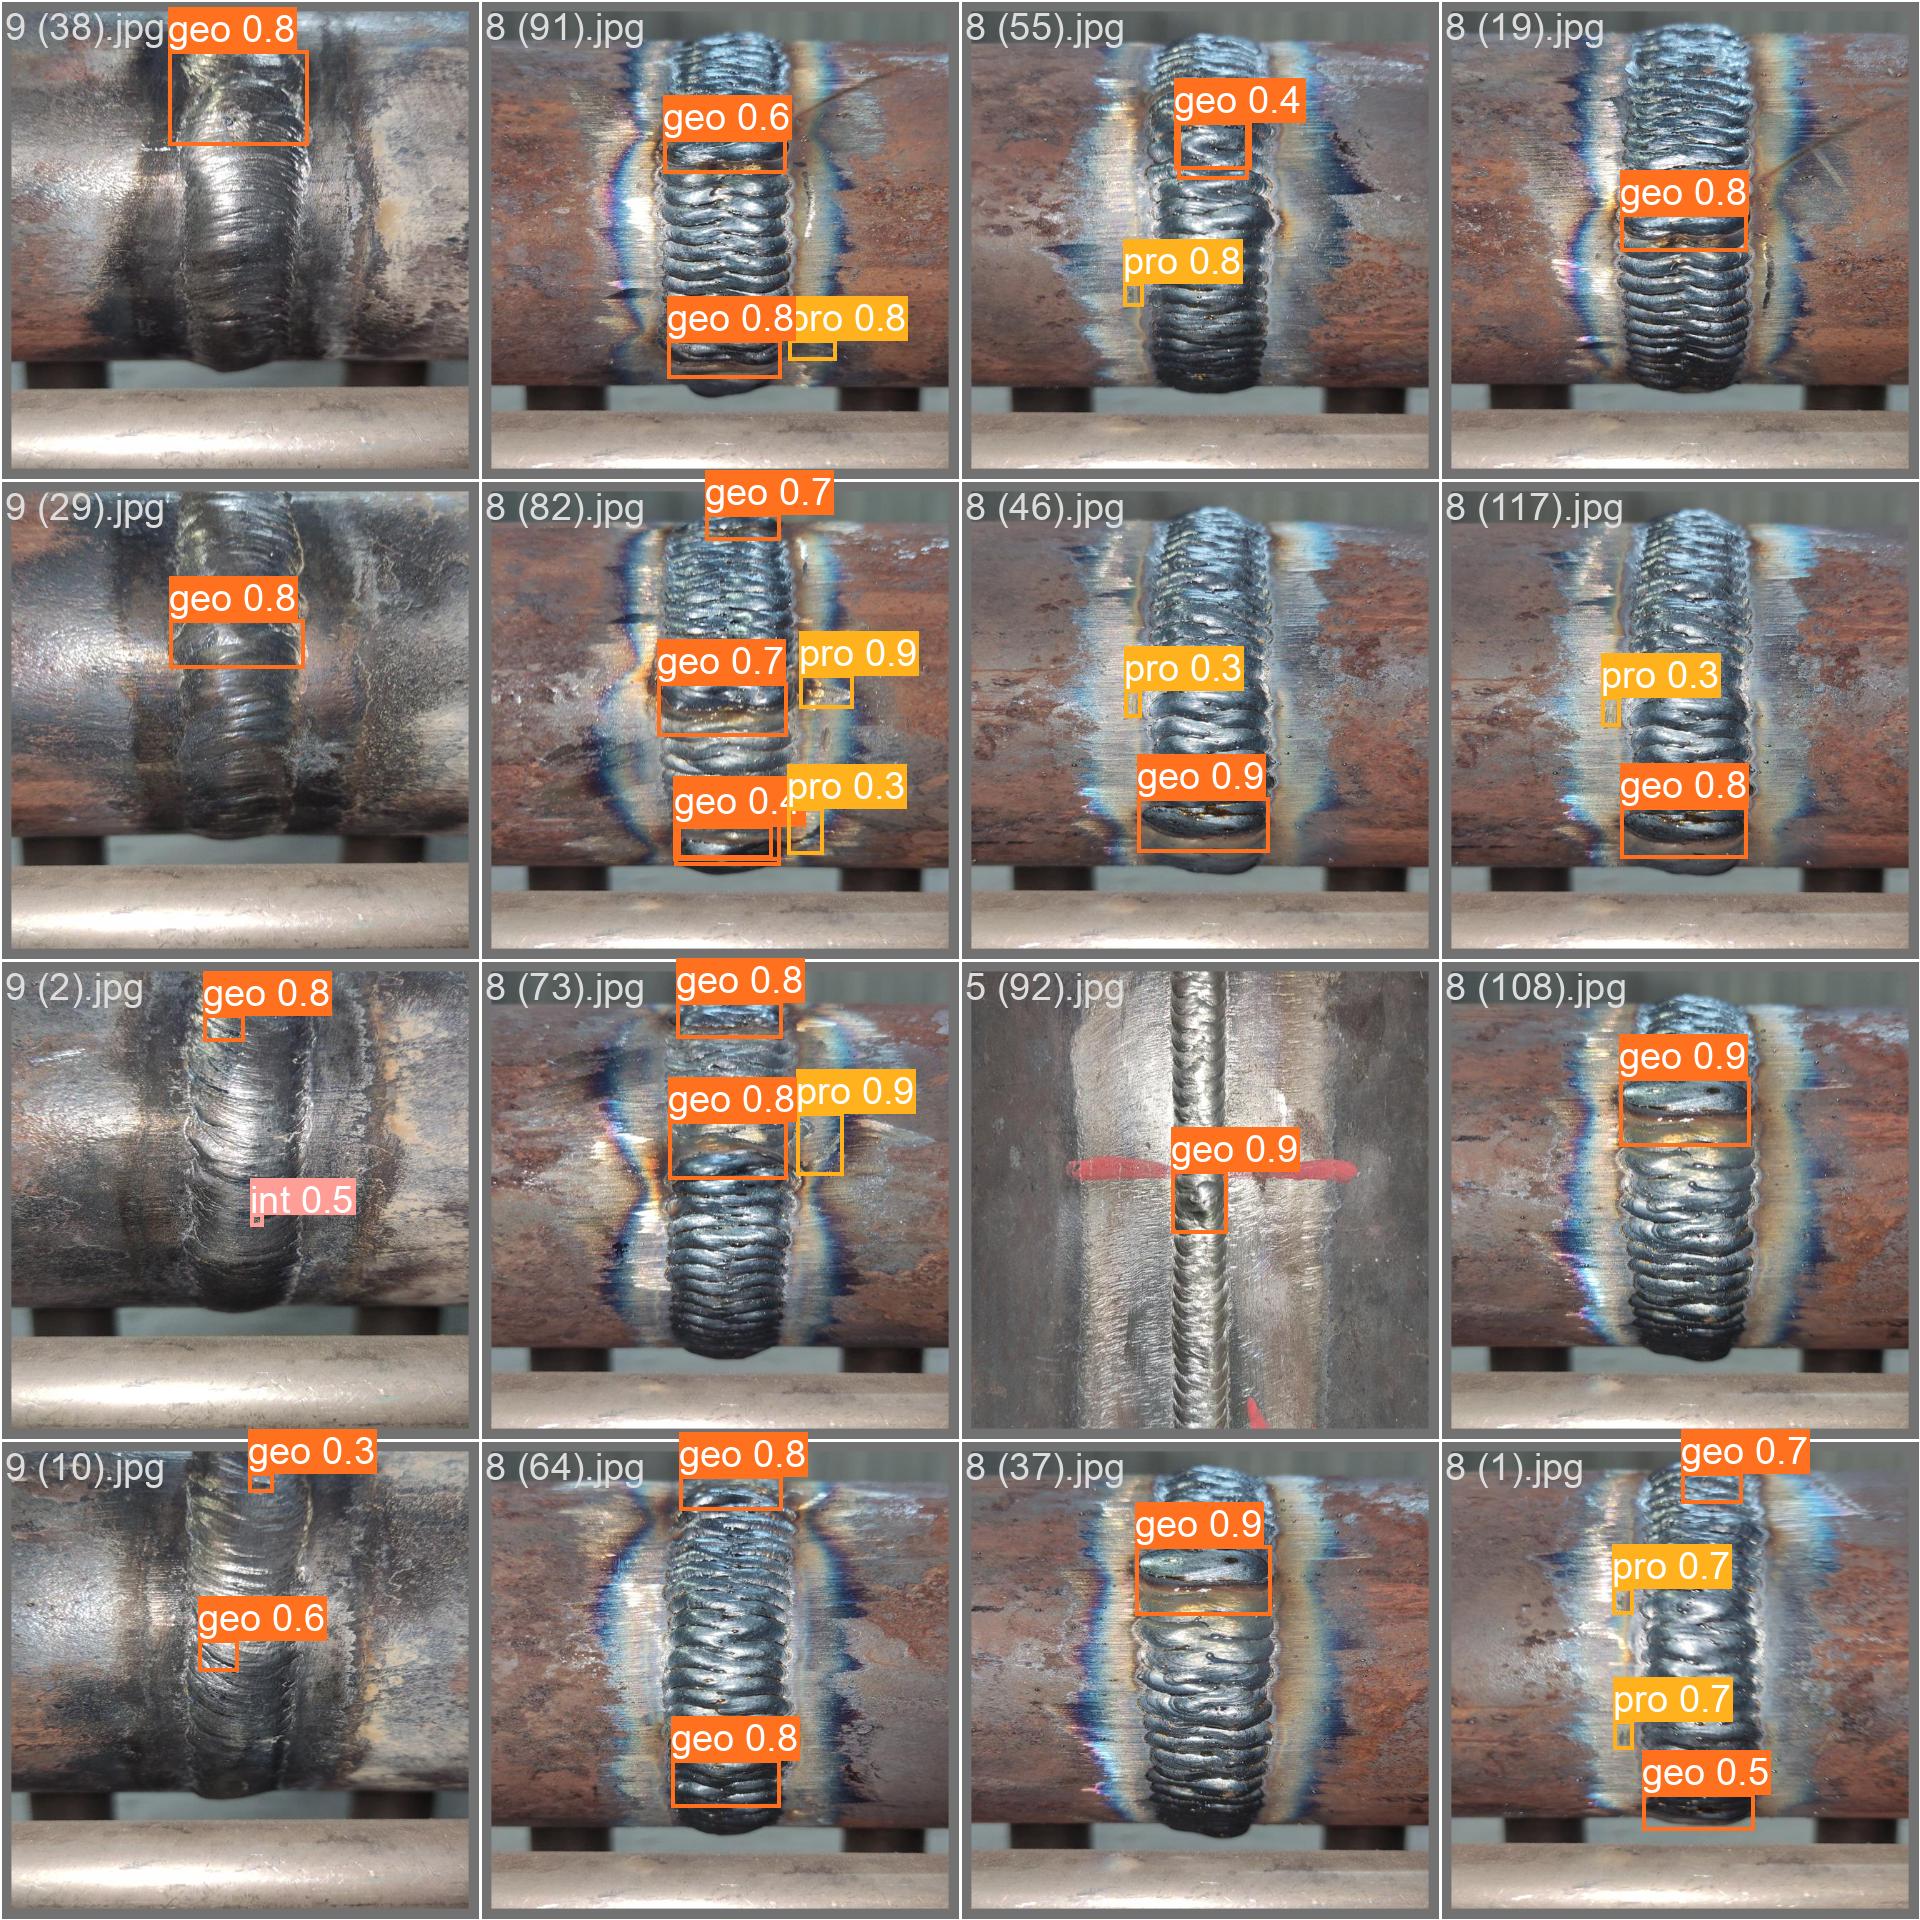 9 (38).jpg
geo 0.8
8 (91).jpg
geo 0.6
geo 0.8
pro 0.8
8 (55).jpg
geo 0.4
pro 0.8
8 (19).jpg
geo 0.8
9 (29).jpg
geo 0.8
8 (82).jpg
geo 0.7
geo 0.7
pro 0.9
geo 0.4
pro 0.3
8 (46).jpg
pro 0.3
geo 0.9
8 (117).jpg
pro 0.3
geo 0.8
9 (2).jpg
geo 0.8
int 0.5
8 (73).jpg
geo 0.8
geo 0.8
pro 0.9
5 (92).jpg
geo 0.9
8 (108).jpg
geo 0.9
9 (10).jpg
geo 0.3
geo 0.6
8 (64).jpg
geo 0.8
geo 0.8
8 (37).jpg
geo 0.9
8 (1).jpg
geo 0.7
pro 0.7
pro 0.7
geo 0.5